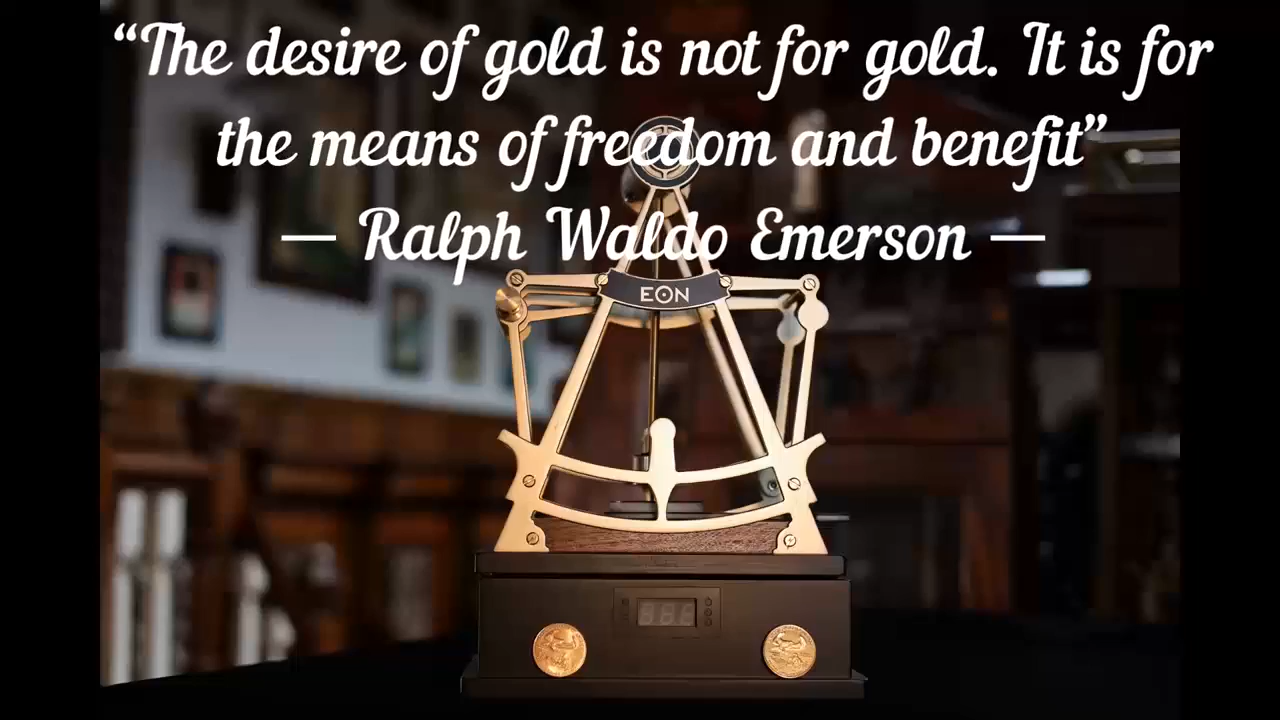 “The desire of gold is not for gold. It is for
the means of freedom and benefit”
— Ralph Waldo Emerson —
EON